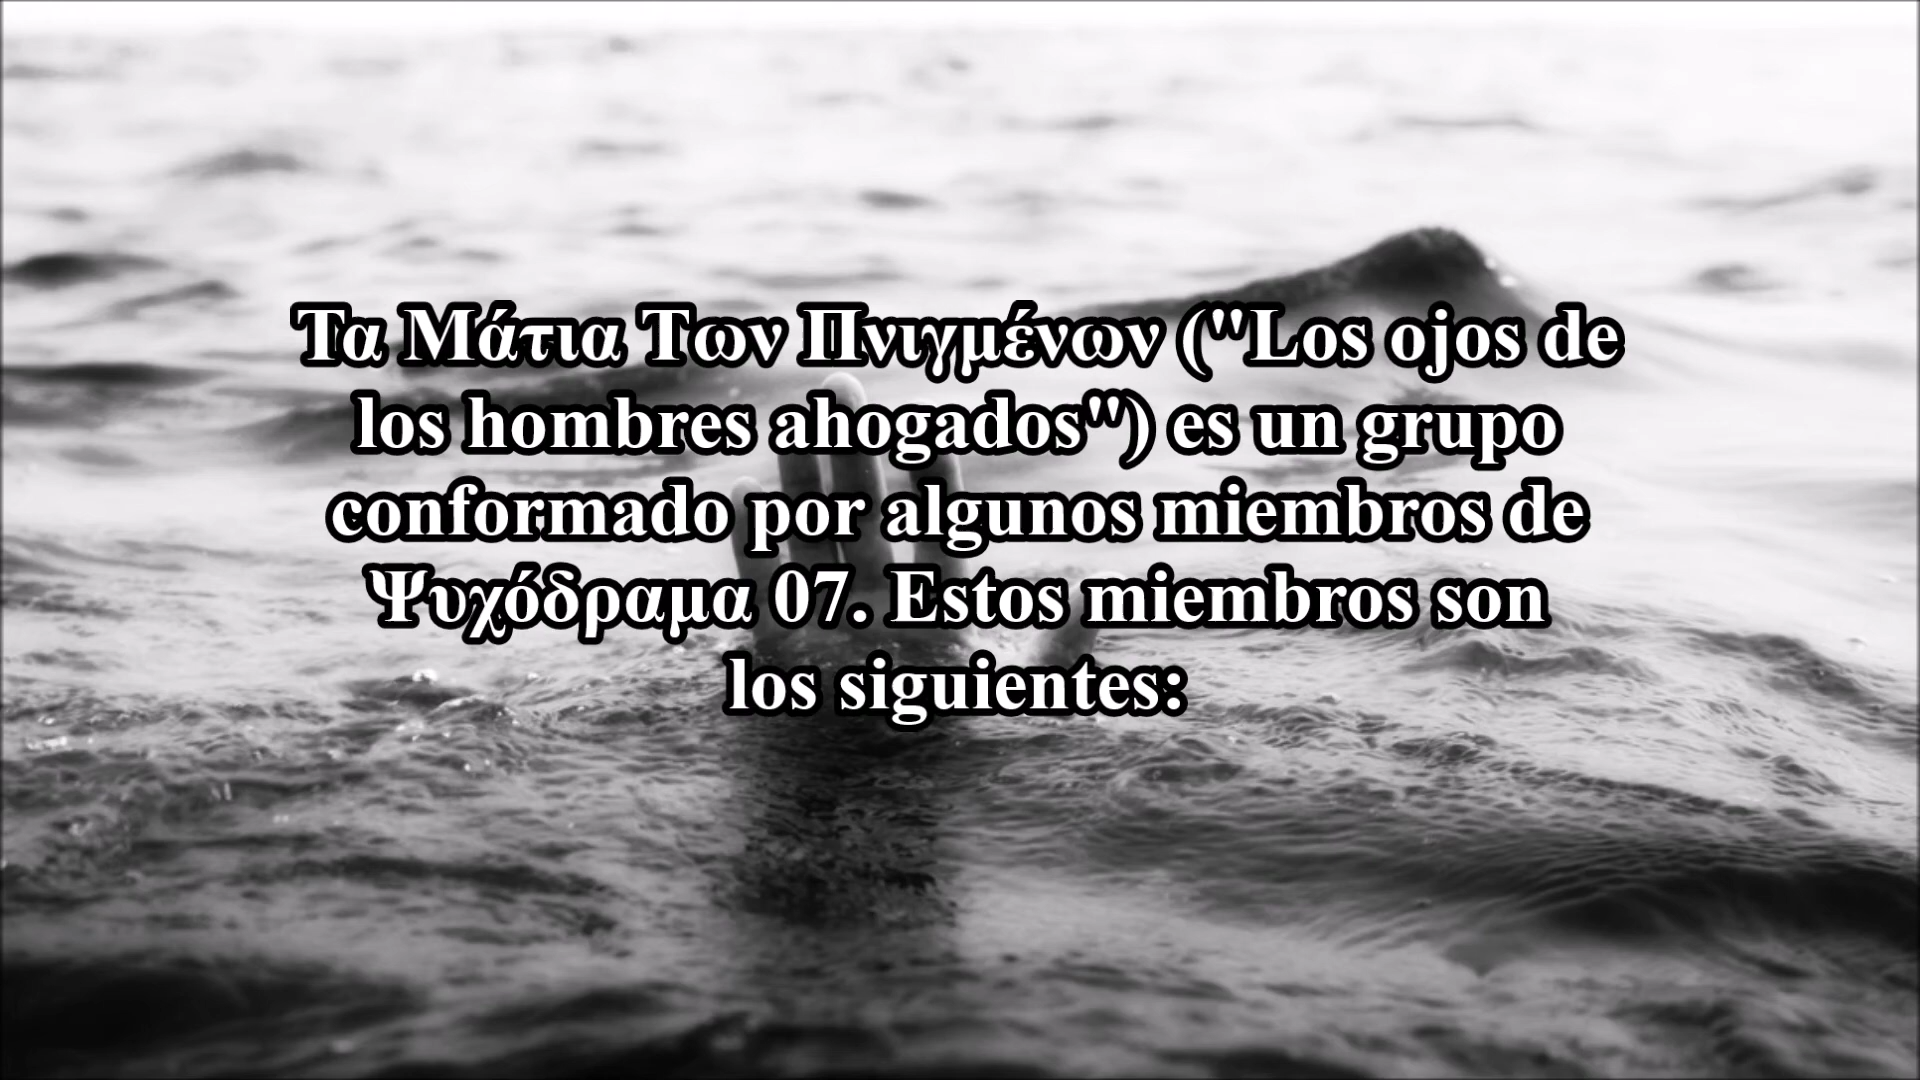 Τα Μάτια Των Πνιγμένων ("Los ojos de
los hombres ahogados") es un grupo
conformado por algunos miembros de
Ψυχόδραμα 07. Estos miembros son
los siguientes: